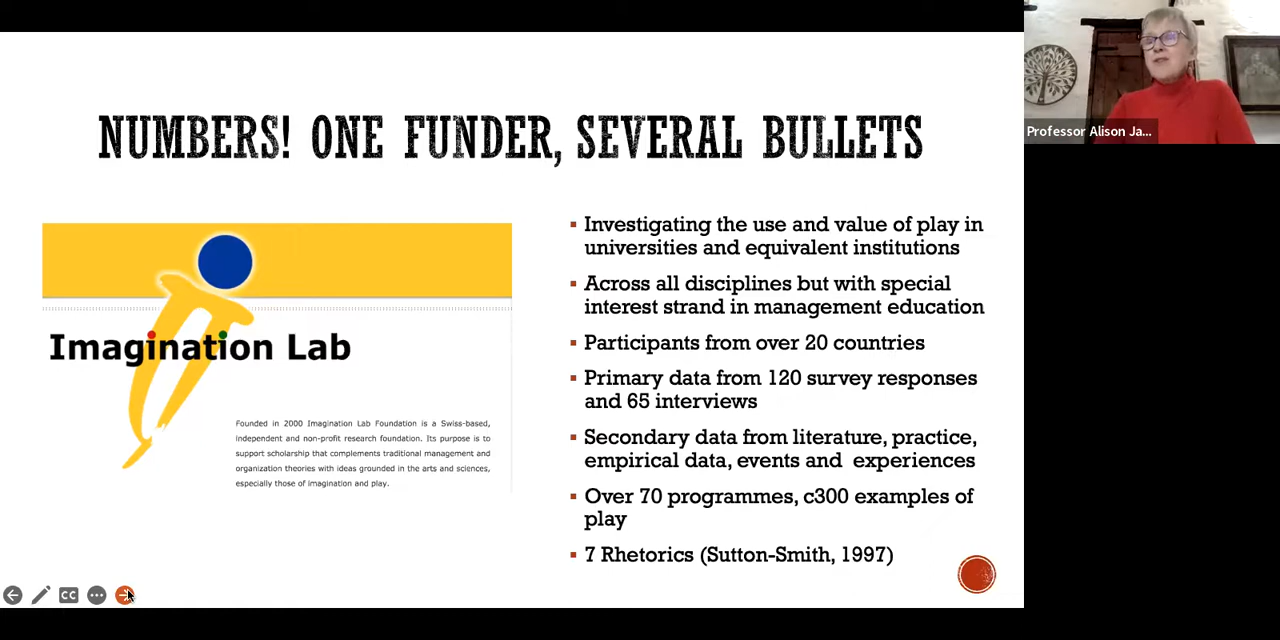 NUMBERS! ONE FUNDER, SEVERAL BULLETS
Imagination Lab
Founded in 2000 Imagination Lab Foundation is a Swiss-based,
independent and non-profit research foundation. Its purpose is to
support scholarship that complements traditional management and
organization theories with ideas grounded in the arts and sciences,
especially those of imagination and play.
Investigating the use and value of play in
universities and equivalent institutions
Across all disciplines but with special
interest strand in management education
Participants from over 20 countries
Primary data from 120 survey responses
and 65 interviews
Secondary data from literature, practice,
empirical data, events and experiences
Over 70 programmes, c300 examples of
play
7 Rhetorics (Sutton-Smith, 1997)
Professor Alison Ja...
CC